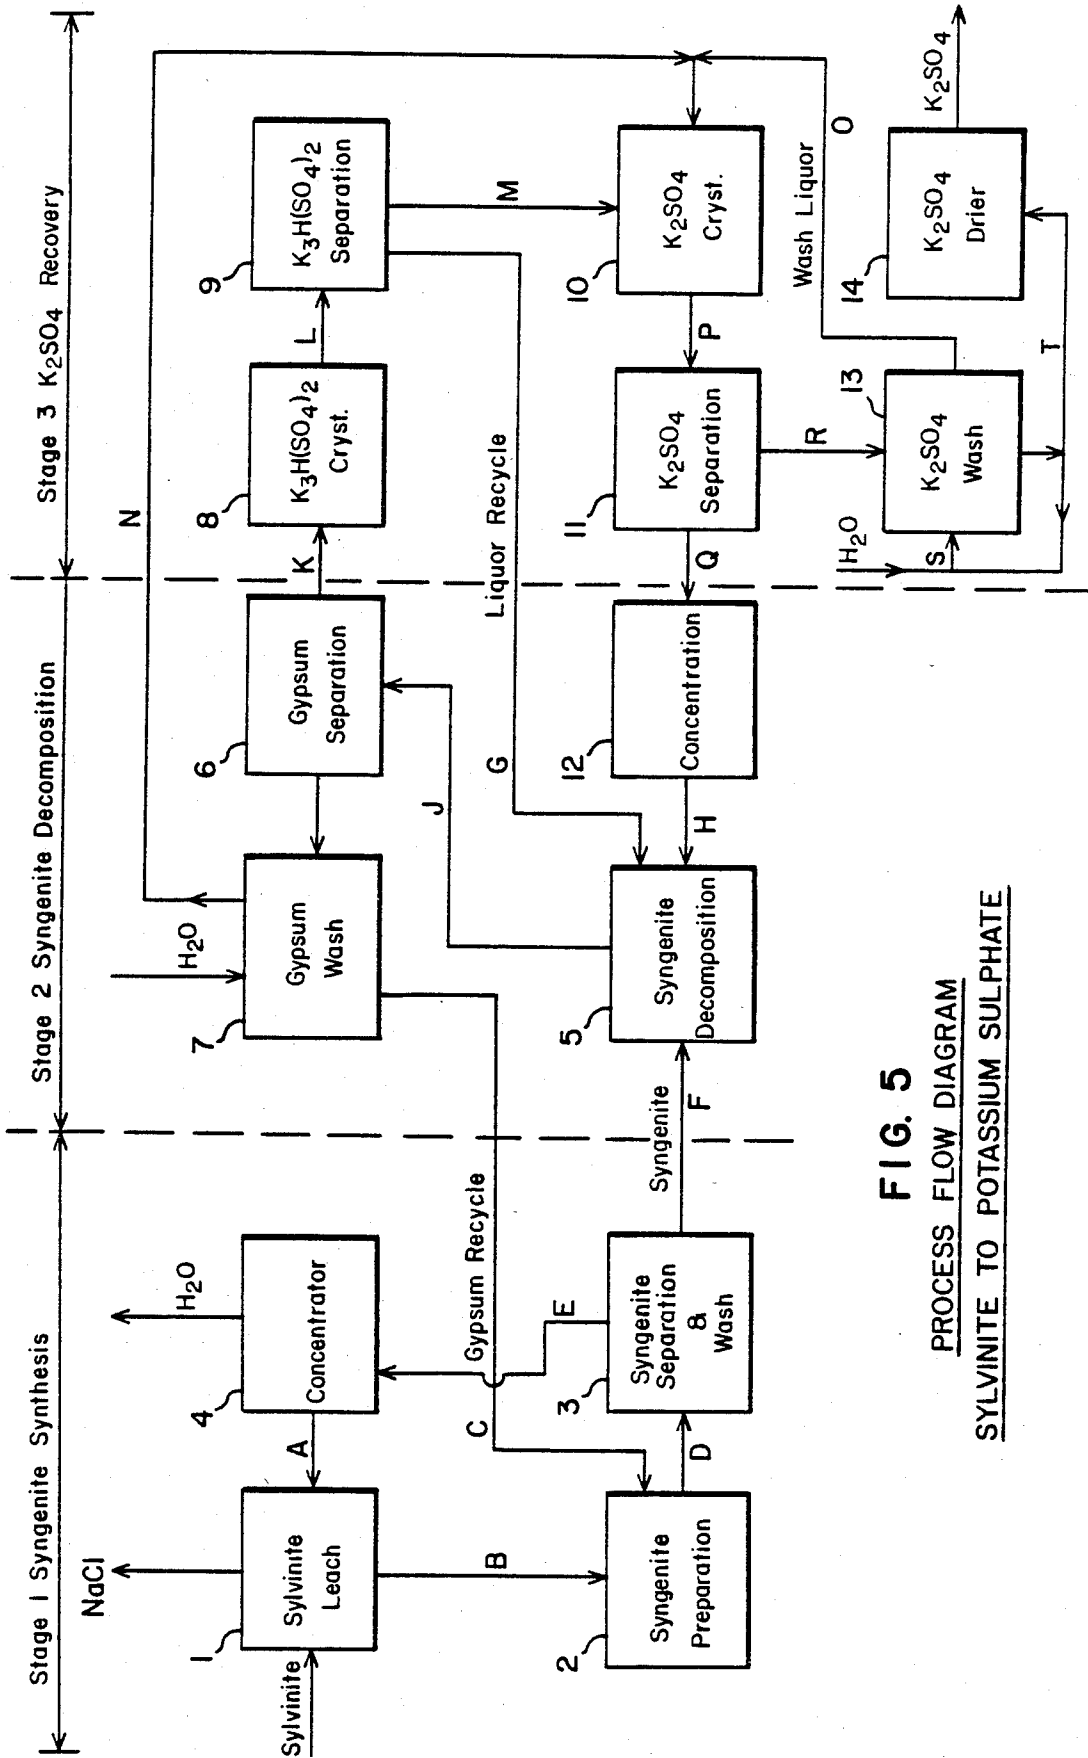 Stage 1 Syngenite Synthesis
Stage 2 Syngenite Decomposition
Stage 3 K2SO4 Recovery
NaCl
H2O
H2O
N
Sylvinite
1
Sylvinite
Leach
A
4
Concentrator
7
Gypsum
Wash
6
Gypsum
Separation
K
8
K3H(SO4)2
Cryst.
L
9
K3H(SO4)2
Separation
B
C
Gypsum Recycle
E
J
G
Liquor Recycle
M
2
Syngenite
Preparation
D
3
Syngenite
Separation
&
Wash
Syngenite
F
5
Syngenite
Decomposition
H
12
Concentration
Q
11
K2SO4
Separation
P
10
K2SO4
Cryst.
R
Wash Liquor
O
H2O
S
13
K2SO4
Wash
T
14
K2SO4
Drier
K2SO4
FIG. 5
PROCESS FLOW DIAGRAM
SYLVINITE TO POTASSIUM SULPHATE